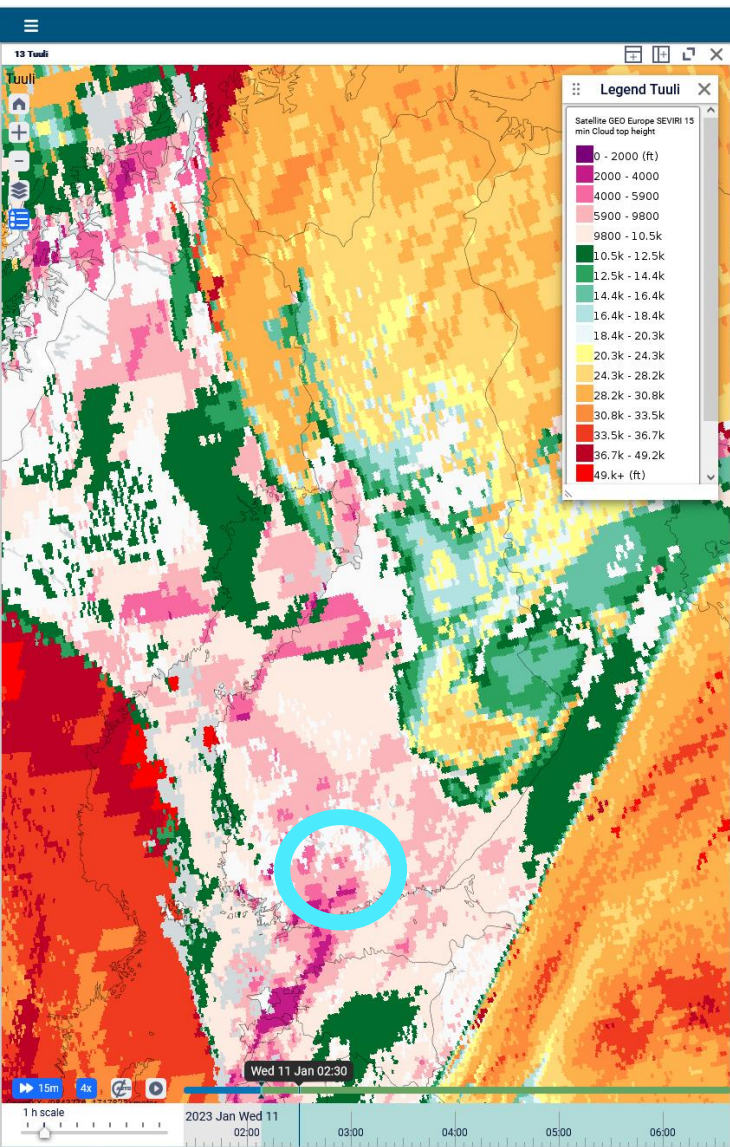 13 Tuuli
Tuuli
Legend Tuuli
Satellite GEO Europe SEVIRI 15
min Cloud top height
0 - 2000 (ft)
2000 - 4000
4000 - 5900
5900 - 9800
9800 - 10.5k
10.5k - 12.5k
12.5k - 14.4k
14.4k - 16.4k
16.4k - 18.4k
18.4k - 20.3k
20.3k - 24.3k
24.3k - 28.2k
28.2k - 30.8k
30.8k - 33.5k
33.5k - 36.7k
36.7k - 49.2k
49.k+ (ft)
Wed 11 Jan 02:30
15m
4x
1 h scale
2023 Jan Wed 11
02:00
03:00
04:00
05:00
06:00